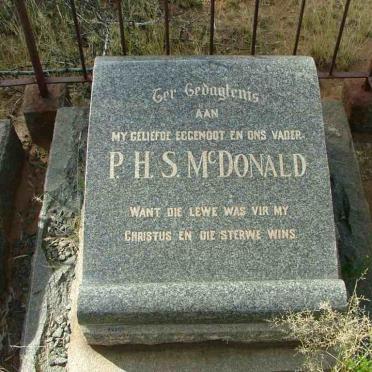 Ter Gedagtenis
AAN
MY GELIEFDE EGGENOOT EN ONS VADER.
P. H. S. MCDONALD
WANT DIE LEWE WAS VIR MY
CHRISTUS EN DIE STERWE WINS